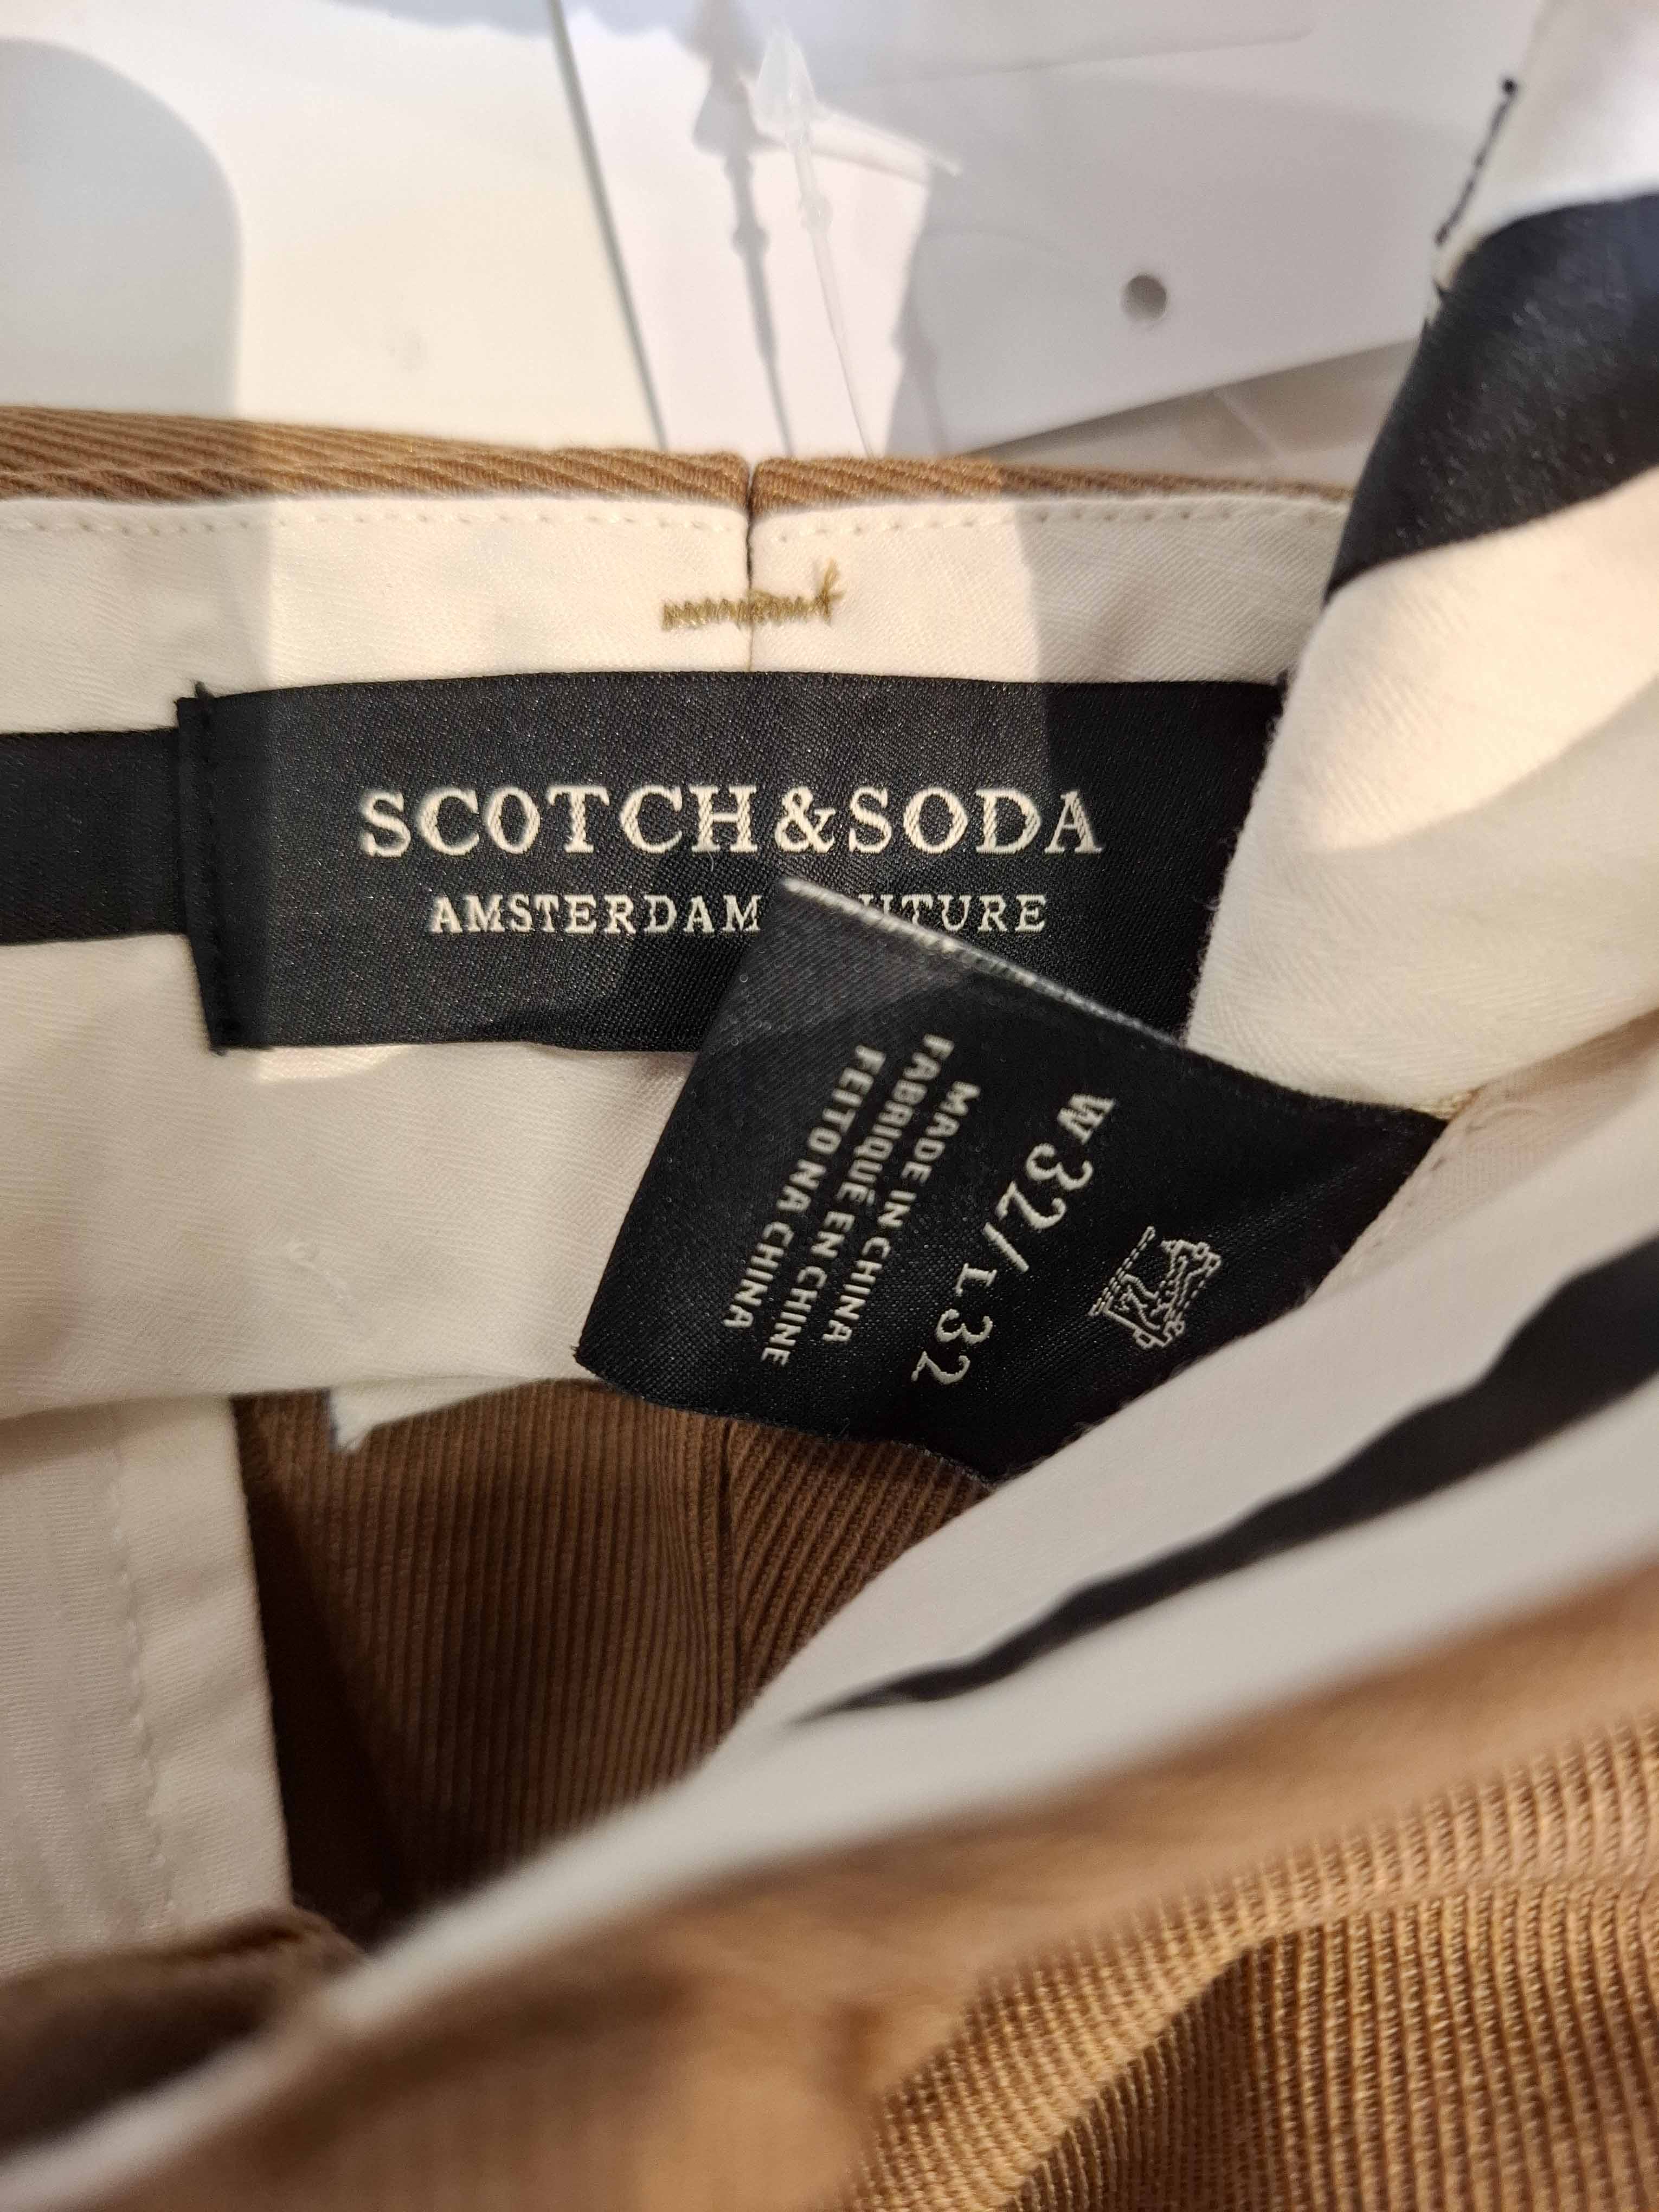 SCOTCH & SODA
AMSTERDAM
W32/L32
MADE IN CHINA
FABRIQUÉ EN CHINE
FEITO NA CHINA